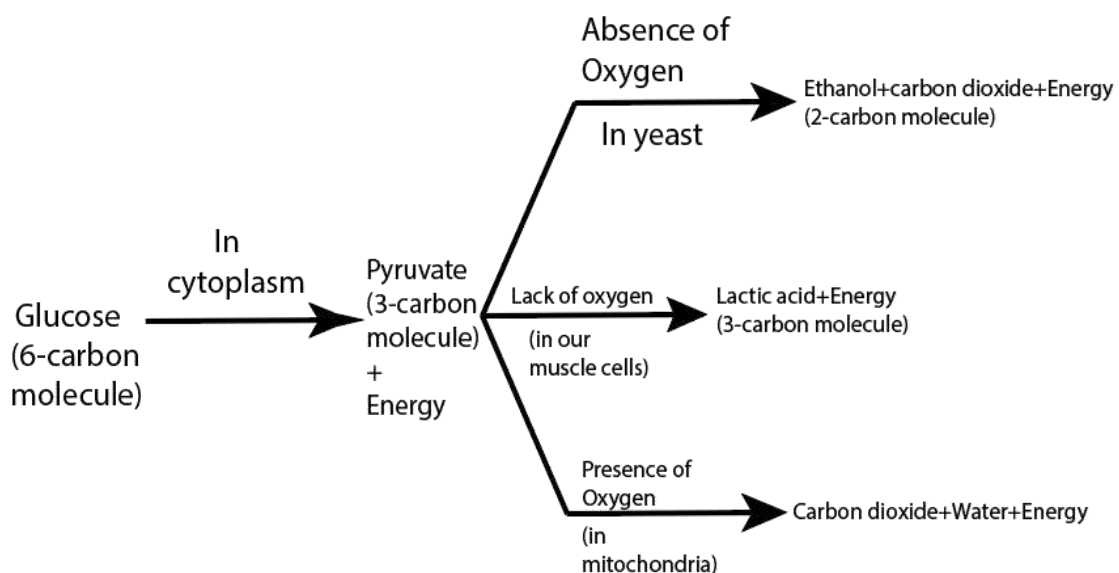 Glucose
(6-carbon
molecule)
In
cytoplasm
Pyruvate
(3-carbon
molecule)
+
Energy
Absence of
Oxygen
In yeast
Ethanol+carbon dioxide+Energy
(2-carbon molecule)
Lack of oxygen
(in our
muscle cells)
Lactic acid+Energy
(3-carbon molecule)
Presence of
Oxygen
(in
mitochondria)
Carbon dioxide+Water+Energy